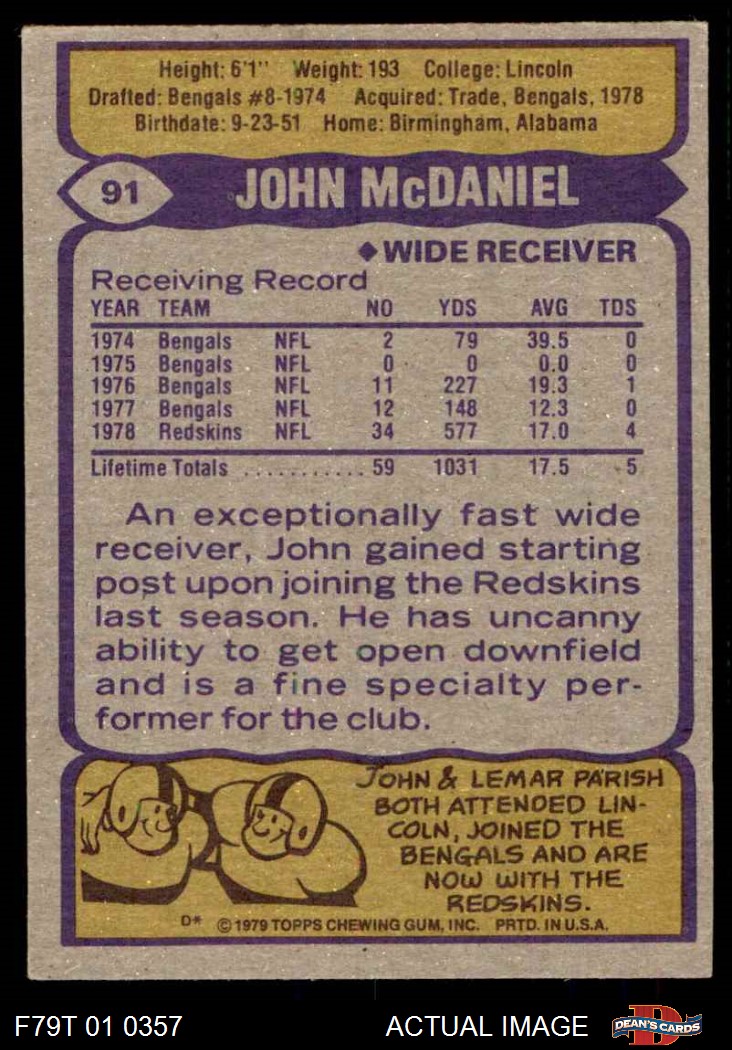 Height: 6'1" Weight: 193 College: Lincoln
Drafted: Bengals #8-1974 Acquired: Trade, Bengals, 1978
Birthdate: 9-23-51 Home: Birmingham, Alabama
91 JOHN McDANIEL
◆WIDE RECEIVER
Receiving Record
YEAR TEAM NO YDS AVG TDS
1974 Bengals NFL 2 79 39.5 0
1975 Bengals NFL 0 0 0.0 0
1976 Bengals NFL 11 227 19.3 1
1977 Bengals NFL 12 148 12.3 0
1978 Redskins NFL 34 577 17.0 4
Lifetime Totals ........... 59 1031 17.5 5
An exceptionally fast wide
receiver, John gained starting
post upon joining the Redskins
last season. He has uncanny
ability to get open downfield
and is a fine specialty per-
former for the club.
JOHN & LEMAR PARISH
BOTH ATTENDED LIN-
COLN, JOINED THE
BENGALS AND ARE
NOW WITH THE
REDSKINS.
D* ©1979 TOPPS CHEWING GUM, INC. PRTD. IN U.S.A.
F79T 01 0357 ACTUAL IMAGE DEAN'S CARDS